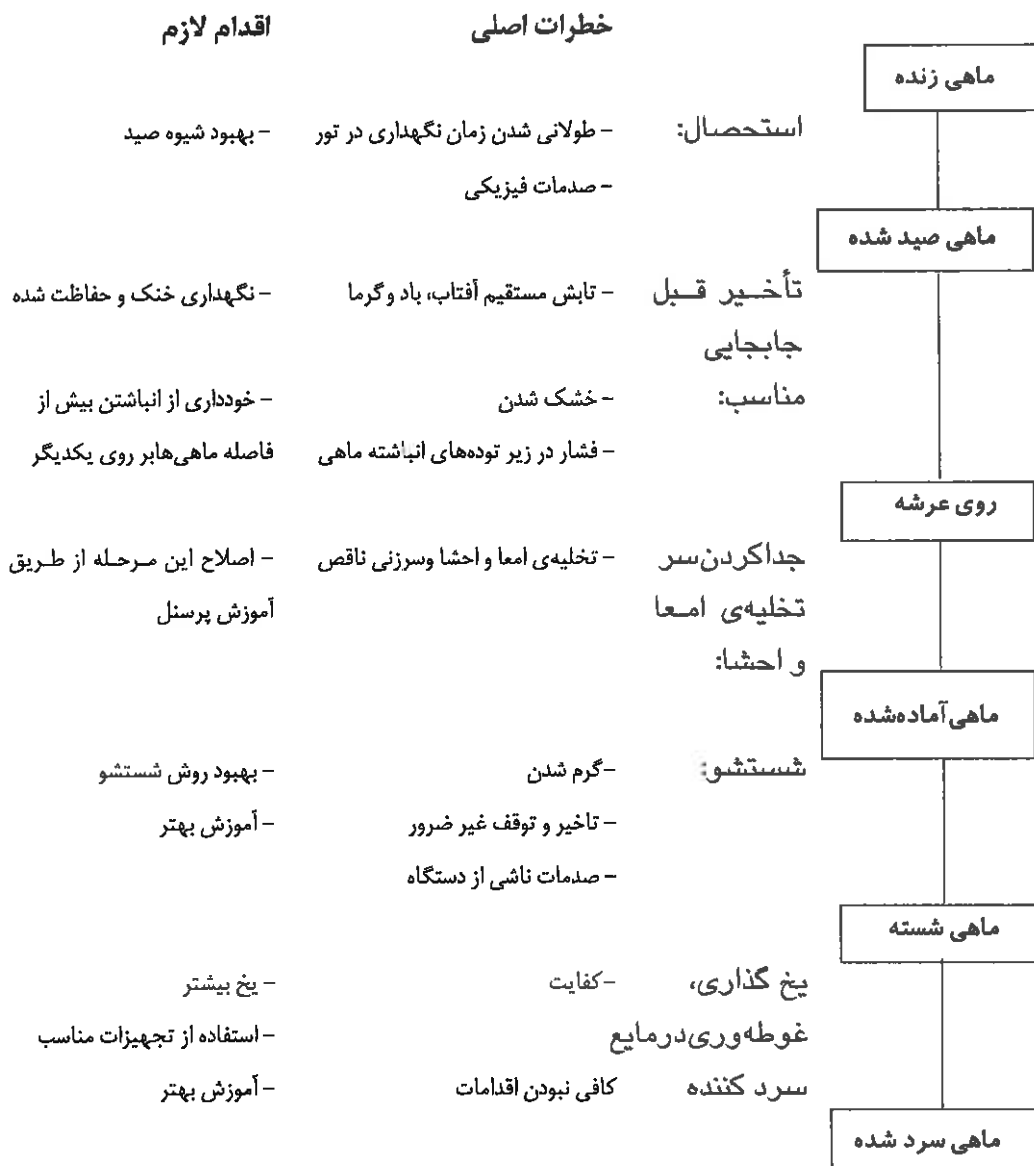 خطرات اصلی
اقدام لازم
ماهی زنده
استحصال:
– طولانی شدن زمان نگهداری در تور
– بهبود شیوه صید
– صدمات فیزیکی
ماهی صید شده
تأخیر قبل
– تابش مستقیم آفتاب، باد و گرما
– نگهداری خنک و حفاظت شده
جابجایی
مناسب:
– خشک شدن
– خودداری از انباشتن بیش از
– فشار در زیر توده‌های انباشته ماهی
فاصله ماهی‌هابر روی یکدیگر
روی عرشه
جداکردن‌سر
– تخلیه‌ی امعا و احشا وسرزنی ناقص
– اصلاح این مرحله از طریق
تخلیه‌ی امعا
آموزش پرسنل
و احشا:
ماهی‌آماده‌شده
شستشو:
–گرم شدن
– بهبود روش شستشو
– تاخیر و توقف غیر ضرور
– آموزش بهتر
– صدمات ناشی از دستگاه
ماهی شسته
یخ گذاری،
–کفایت
– یخ بیشتر
غوطه‌وری‌درمایع
– استفاده از تجهیزات مناسب
سرد کننده
کافی نبودن اقدامات
– آموزش بهتر
ماهی سرد شده